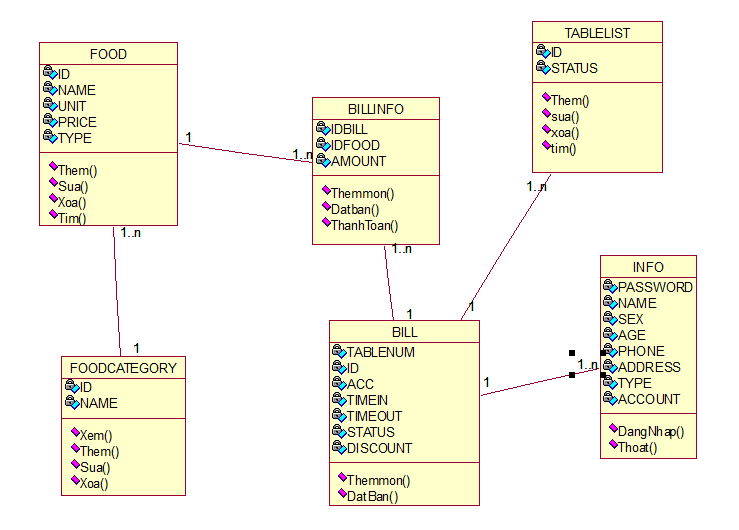 FOOD
ID
NAME
UNIT
PRICE
TYPE
Them()
Sua()
Xoa()
Tim()
1
1..n
1..n
BILLINFO
IDBILL
IDFOOD
AMOUNT
Themmon()
Datban()
ThanhToan()
1..n
1
TABLELIST
ID
STATUS
Them()
sua()
xoa()
tim()
1..n
1
FOODCATEGORY
ID
NAME
Xem()
Them()
Sua()
Xoa()
1
BILL
TABLENUM
ID
ACC
TIMEIN
TIMEOUT
STATUS
DISCOUNT
Themmon()
DatBan()
1
1..n
INFO
PASSWORD
NAME
SEX
AGE
PHONE
ADDRESS
TYPE
ACCOUNT
DangNhap()
Thoat()